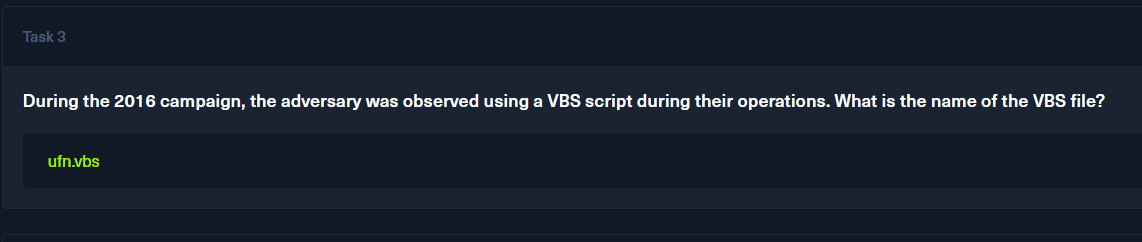 Task 3
During the 2016 campaign, the adversary was observed using a VBS script during their operations. What is the name of the VBS file?
ufn.vbs